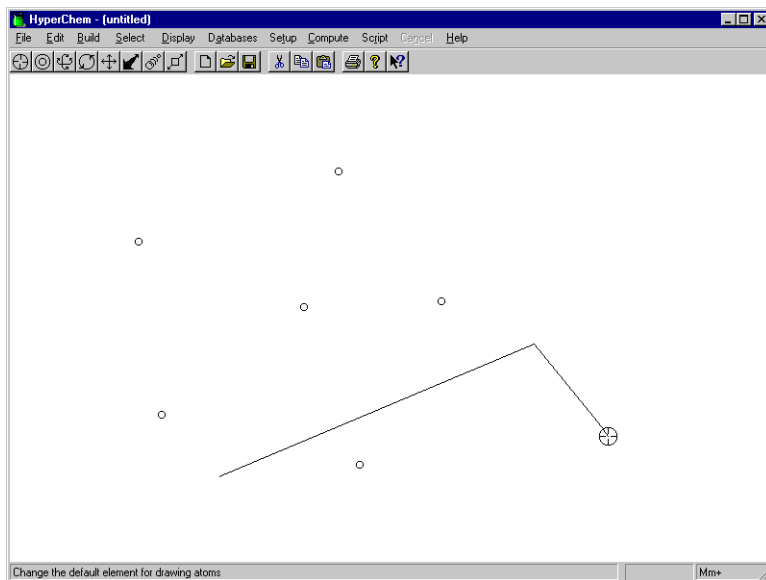 HyperChem - (untitled)
File Edit Build Select Display Databases Setup Compute Script Cancel Help
Change the default element for drawing atoms Mm+